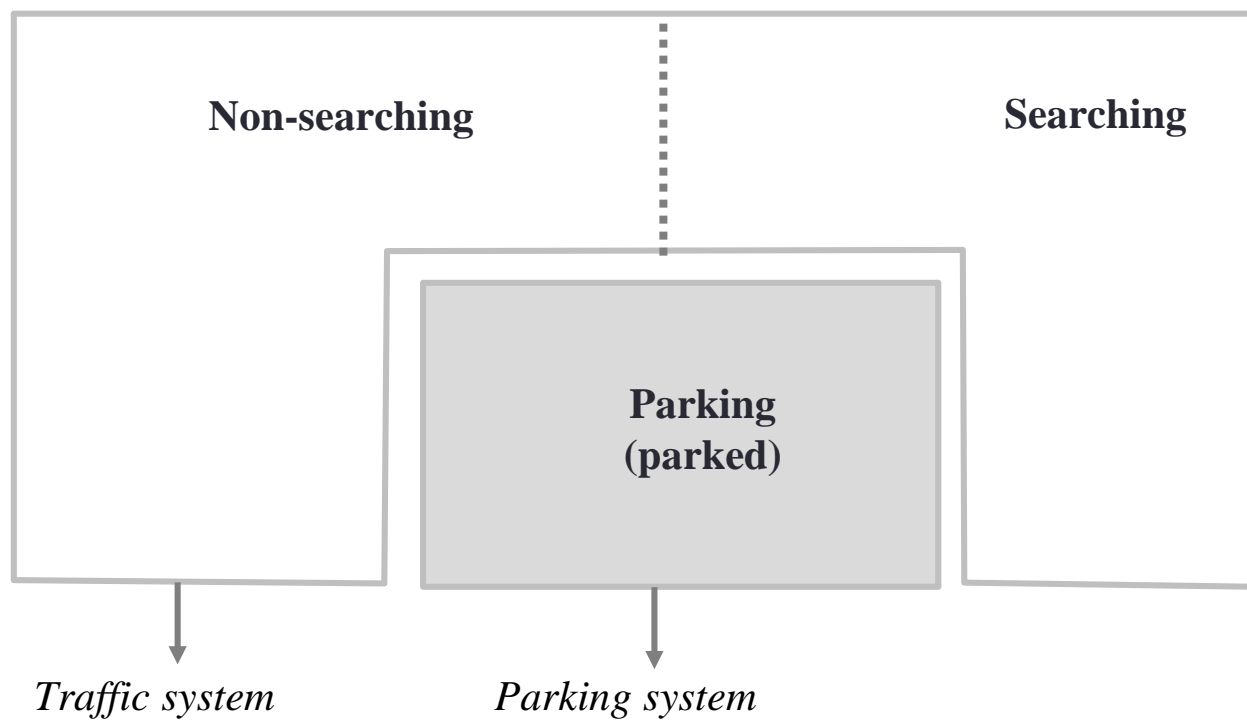 Non-searching
Searching
Parking
(parked)
Traffic system
Parking system